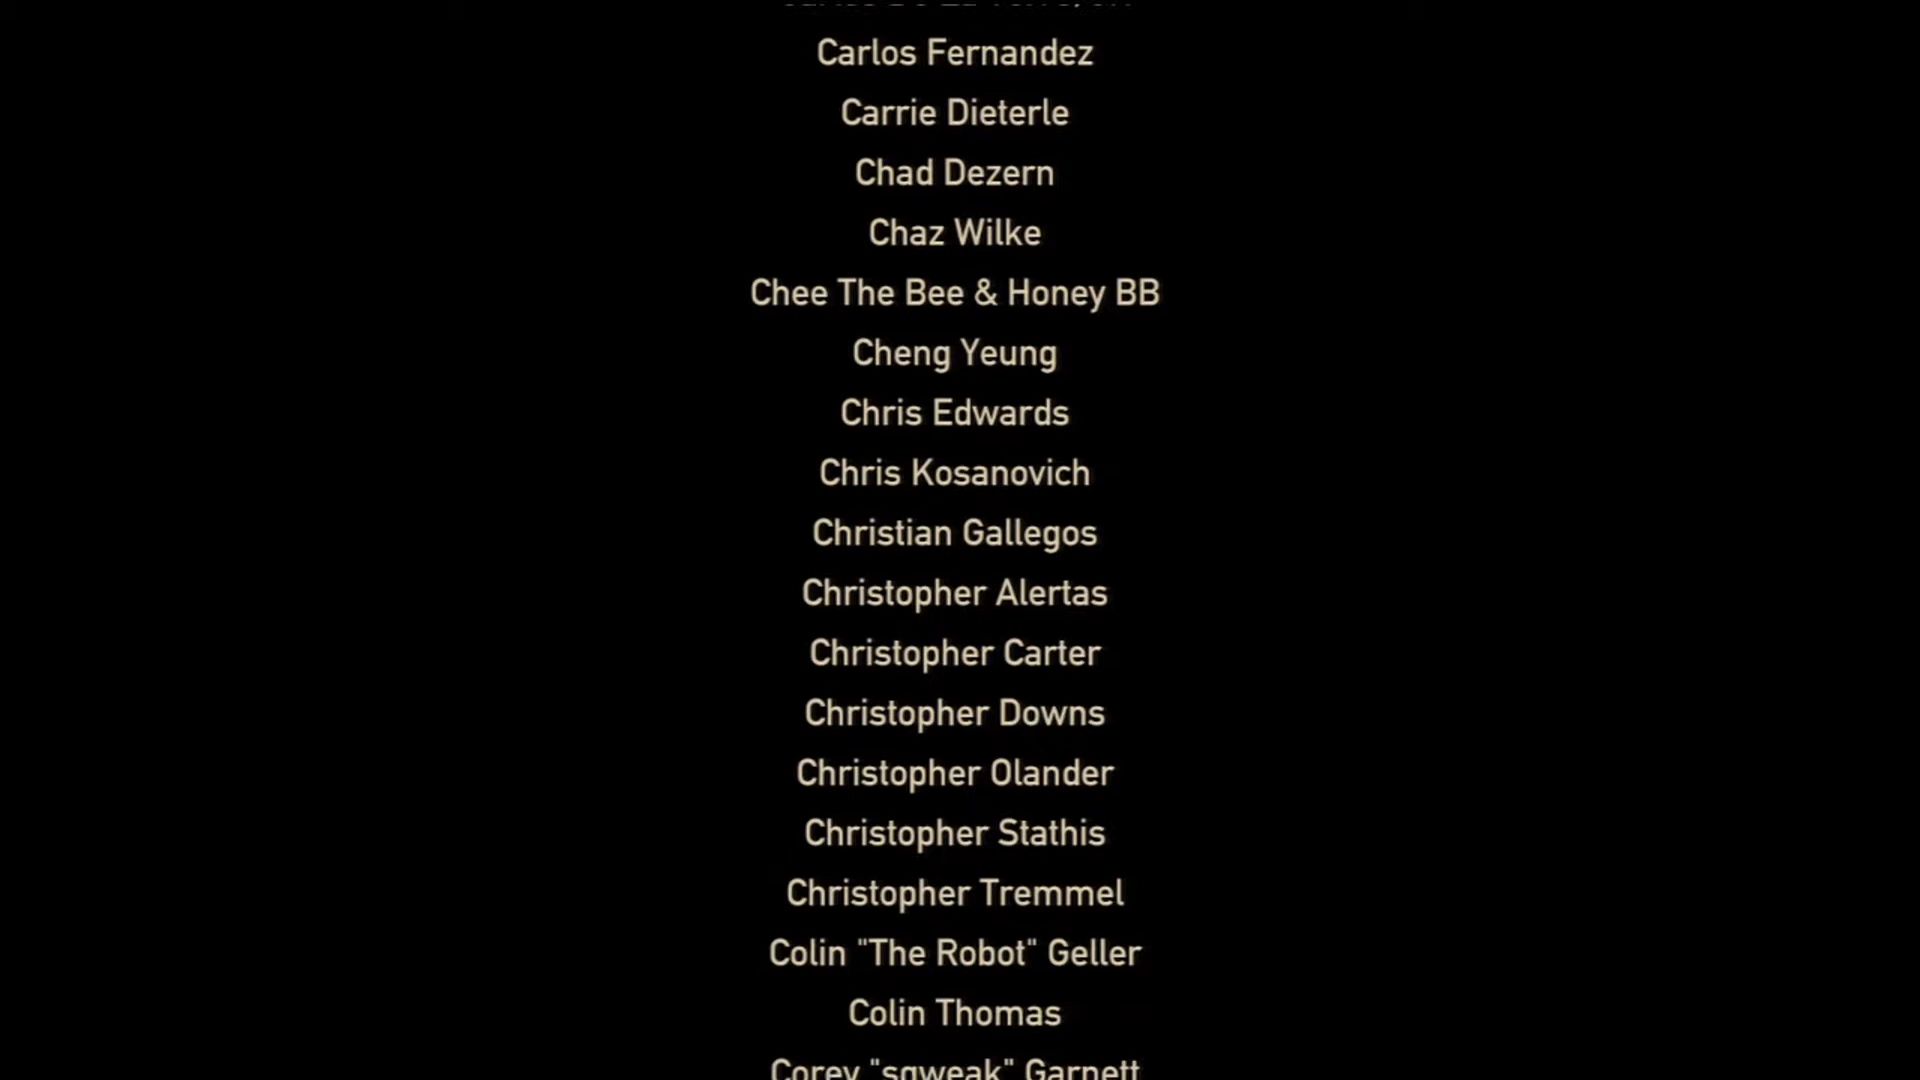 Carlos Fernandez
Carrie Dieterle
Chad Dezern
Chaz Wilke
Chee The Bee & Honey BB
Cheng Yeung
Chris Edwards
Chris Kosanovich
Christian Gallegos
Christopher Alertas
Christopher Carter
Christopher Downs
Christopher Olander
Christopher Stathis
Christopher Tremmel
Colin "The Robot" Geller
Colin Thomas
Corey "sqweak" Garnett